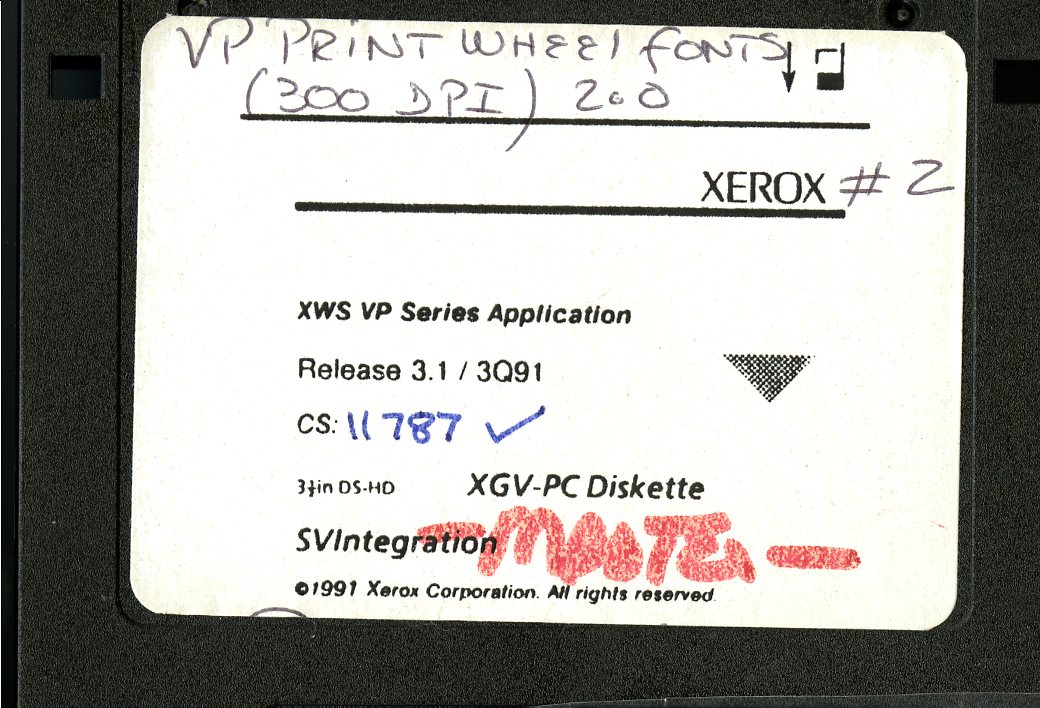 VP PRINT WHEEl fONTS
(300 DPI) 2.0
XEROX #2
XWS VP Series Application
Release 3.1 / 3Q91
CS: 11787 ✓
3½in DS-HD XGV-PC Diskette
SVIntegration - MASTER -
©1991 Xerox Corporation. All rights reserved.